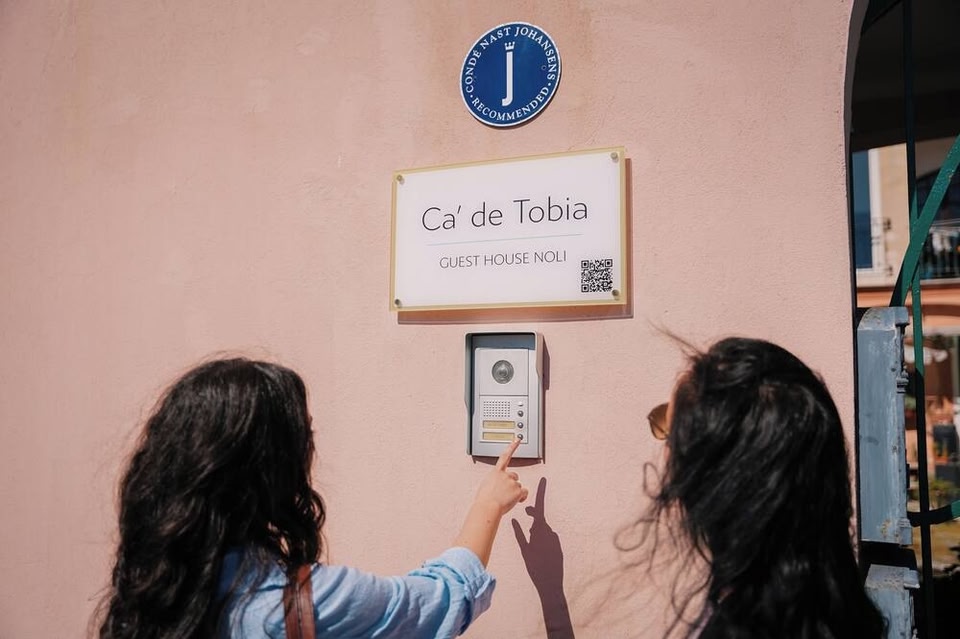 CONDÉ NAST JOHANSENS
J
· RECOMMENDED ·
Ca' de Tobia
GUEST HOUSE NOLI